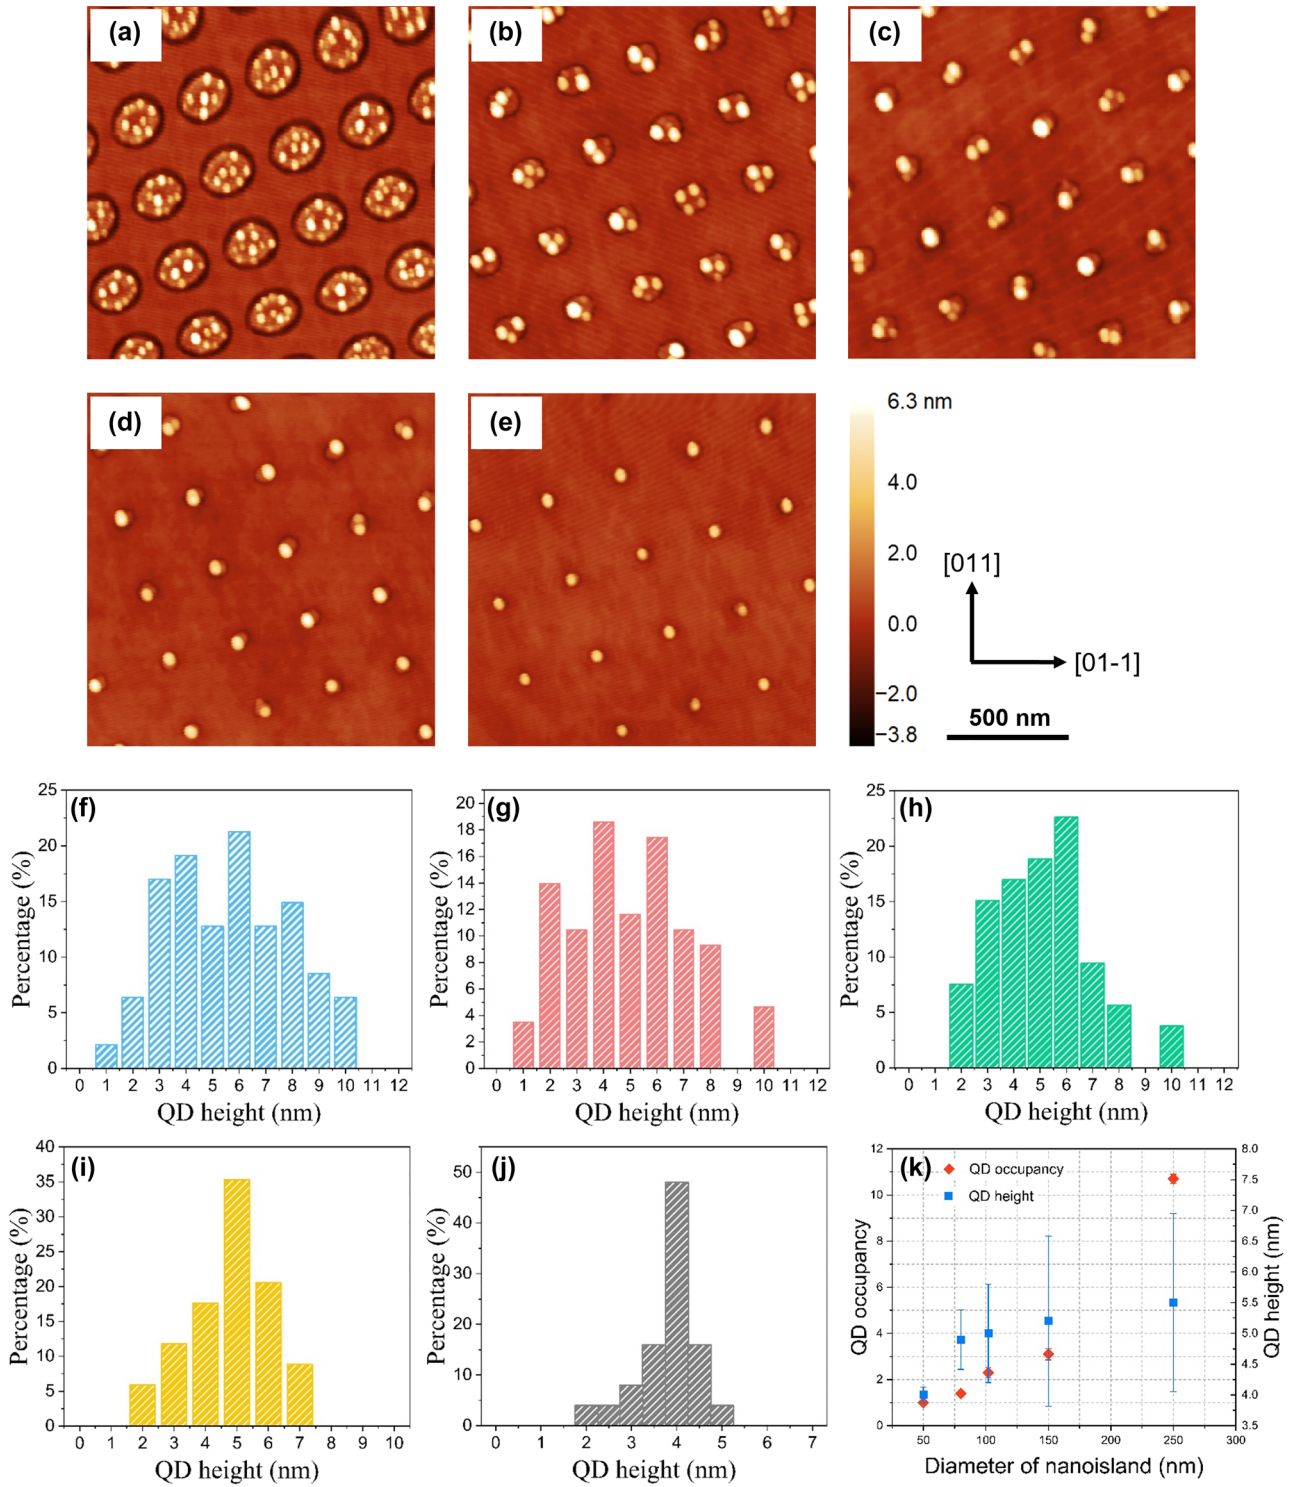 (a)
(b)
(c)
(d)
(e)
6.3 nm
4.0
2.0
0.0
−2.0
−3.8
[011]
[01-1]
500 nm
(f)
25
20
15
10
5
0
Percentage (%)
0 1 2 3 4 5 6 7 8 9 10 11 12
QD height (nm)
(g)
20
18
16
14
12
10
8
6
4
2
0
Percentage (%)
0 1 2 3 4 5 6 7 8 9 10 11 12
QD height (nm)
(h)
25
20
15
10
5
0
Percentage (%)
0 1 2 3 4 5 6 7 8 9 10 11 12
QD height (nm)
(i)
40
35
30
25
20
15
10
5
0
Percentage (%)
0 1 2 3 4 5 6 7 8 9 10
QD height (nm)
(j)
50
40
30
20
10
0
Percentage (%)
0 1 2 3 4 5 6 7
QD height (nm)
(k)
QD occupancy
QD height
12
10
8
6
4
2
0
QD occupancy
8.0
7.5
7.0
6.5
6.0
5.5
5.0
4.5
4.0
3.5
QD height (nm)
50 100 150 200 250 300
Diameter of nanoisland (nm)